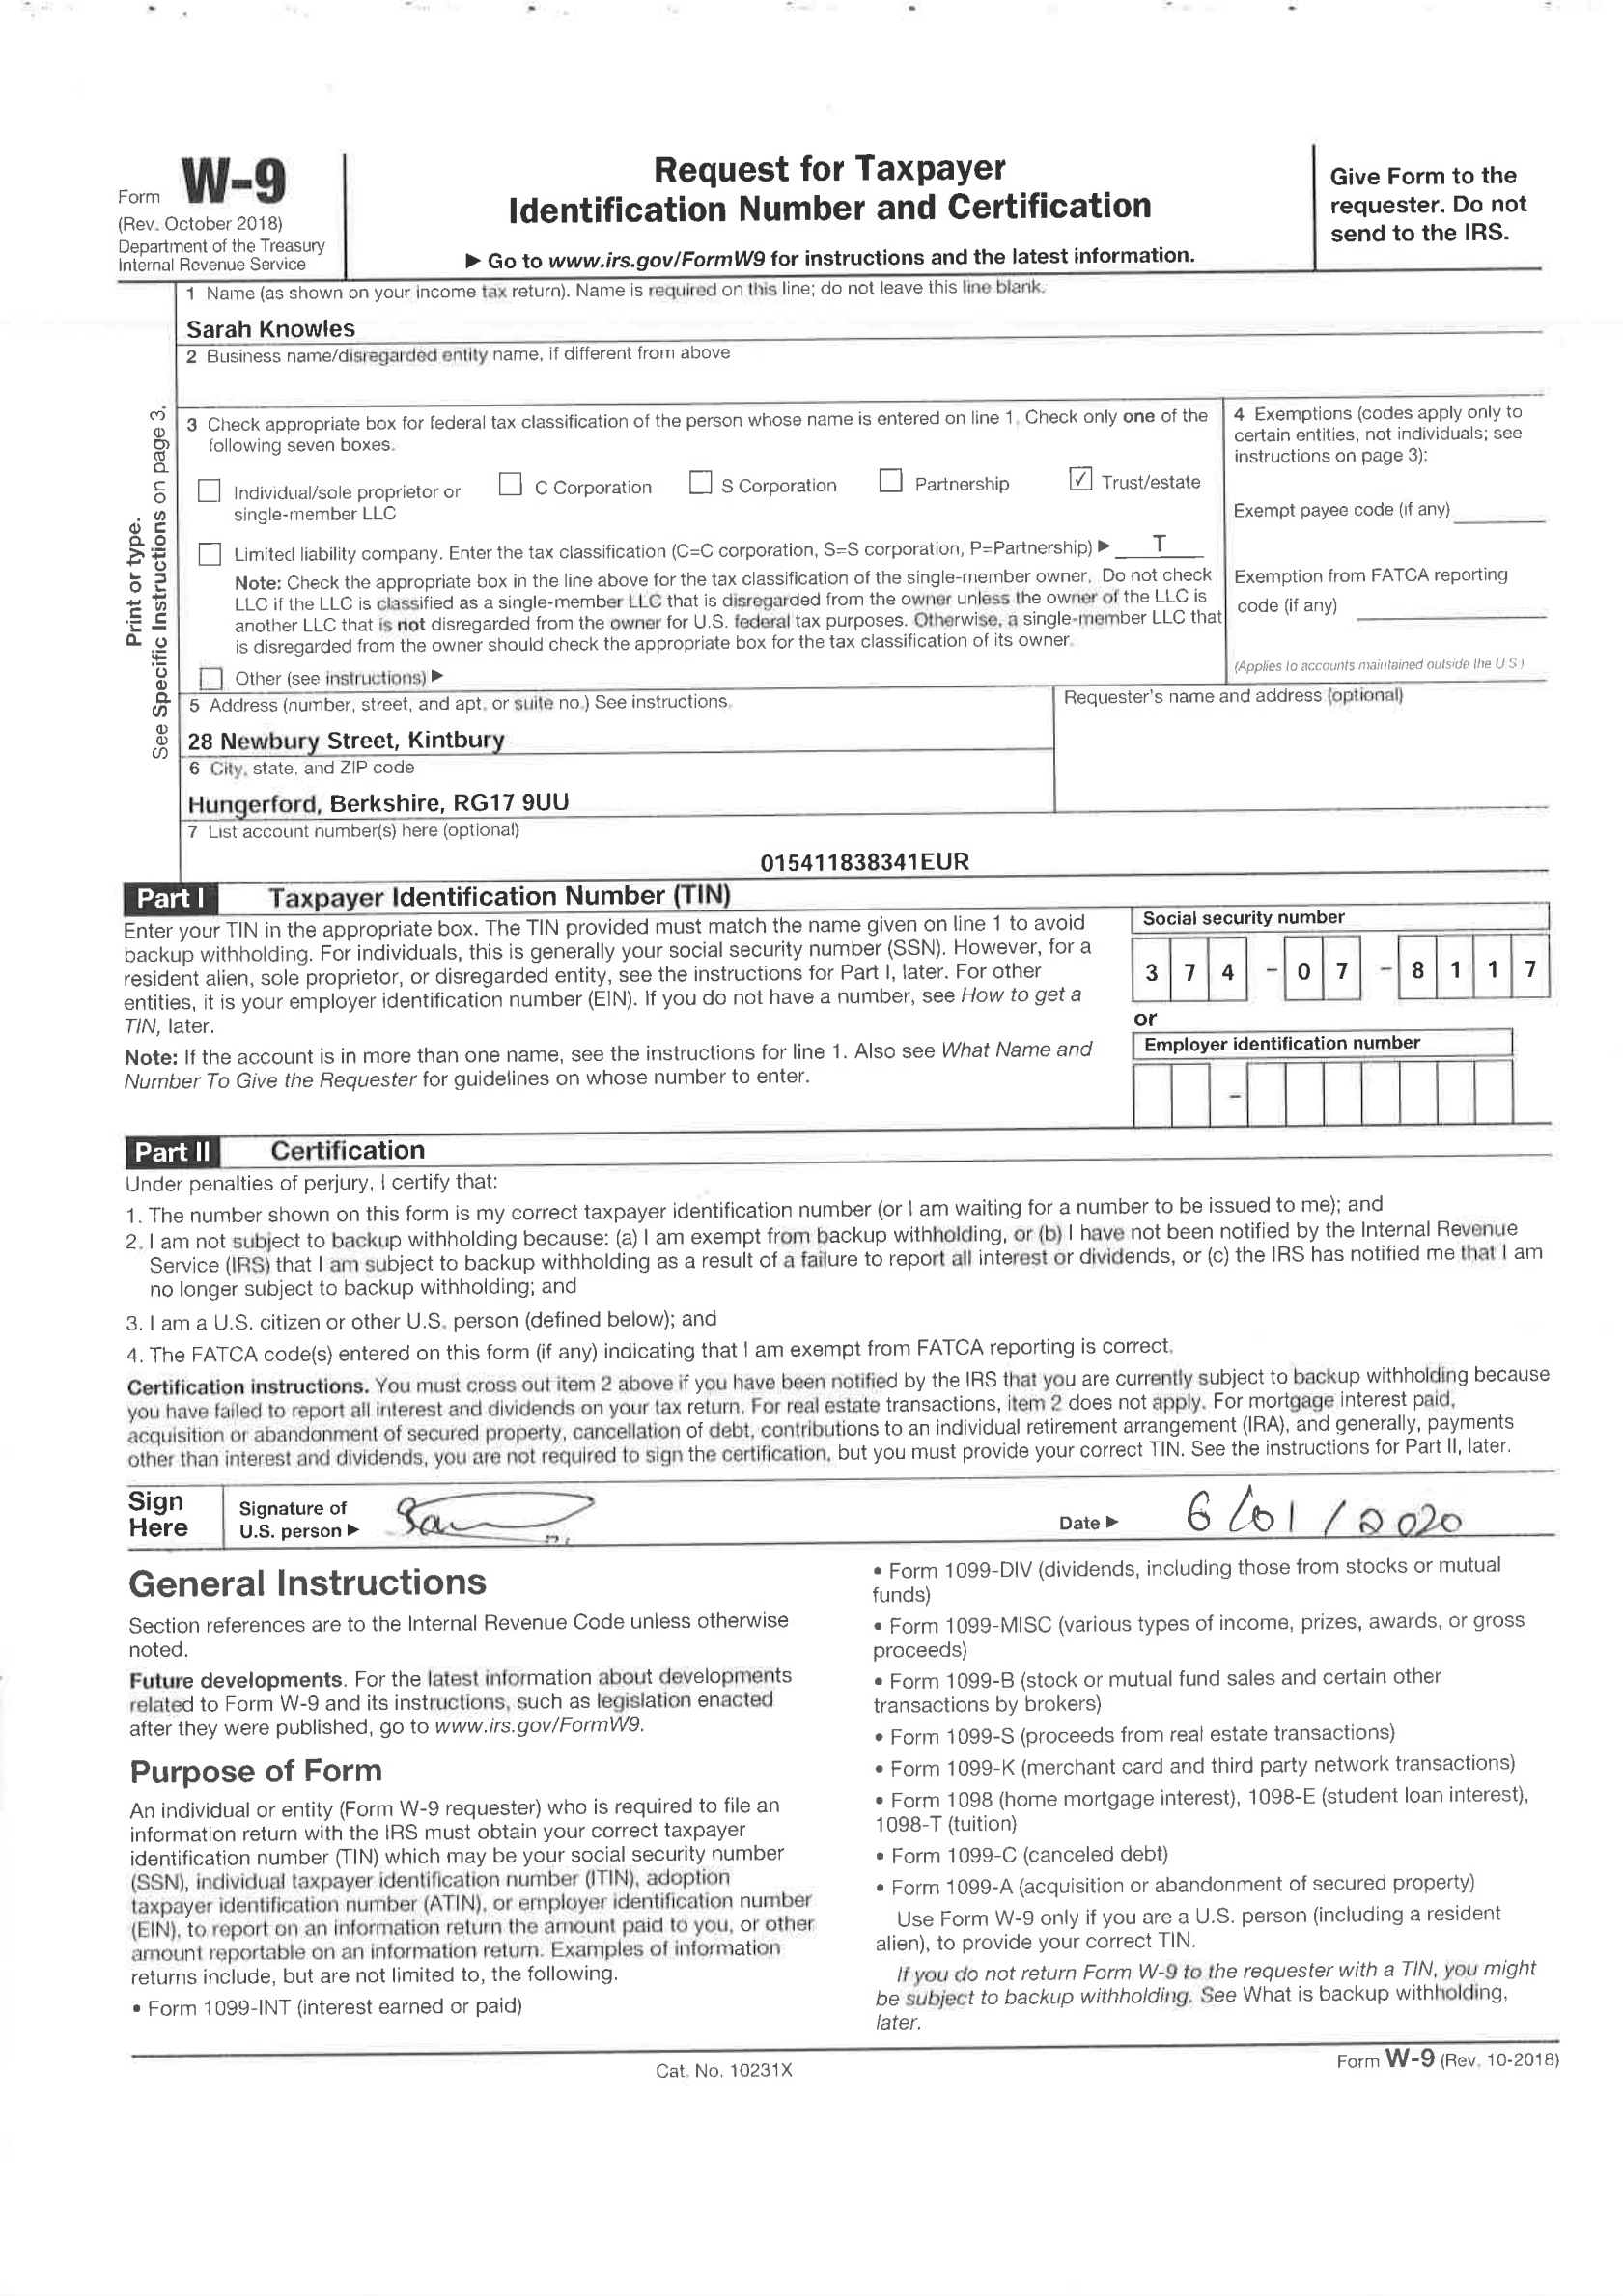 Form W-9
(Rev. October 2018)
Department of the Treasury
Internal Revenue Service
Request for Taxpayer
Identification Number and Certification
▶ Go to www.irs.gov/FormW9 for instructions and the latest information.
Give Form to the
requester. Do not
send to the IRS.
Print or type.
See Specific Instructions on page 3.
1 Name (as shown on your income tax return). Name is required on this line; do not leave this line blank.
Sarah Knowles
2 Business name/disregarded entity name, if different from above
3 Check appropriate box for federal tax classification of the person whose name is entered on line 1. Check only one of the
following seven boxes.
Individual/sole proprietor or
single-member LLC
C Corporation
S Corporation
Partnership
✓ Trust/estate
Limited liability company. Enter the tax classification (C=C corporation, S=S corporation, P=Partnership) ▶ T
Note: Check the appropriate box in the line above for the tax classification of the single-member owner. Do not check
LLC if the LLC is classified as a single-member LLC that is disregarded from the owner unless the owner of the LLC is
another LLC that is not disregarded from the owner for U.S. federal tax purposes. Otherwise, a single-member LLC that
is disregarded from the owner should check the appropriate box for the tax classification of its owner.
Other (see instructions) ▶
4 Exemptions (codes apply only to
certain entities, not individuals; see
instructions on page 3):
Exempt payee code (if any)
Exemption from FATCA reporting
code (if any)
(Applies to accounts maintained outside the U.S.)
5 Address (number, street, and apt. or suite no.) See instructions.
28 Newbury Street, Kintbury
6 City, state, and ZIP code
Hungerford, Berkshire, RG17 9UU
Requester's name and address (optional)
7 List account number(s) here (optional)
015411838341EUR
Part I Taxpayer Identification Number (TIN)
Enter your TIN in the appropriate box. The TIN provided must match the name given on line 1 to avoid
backup withholding. For individuals, this is generally your social security number (SSN). However, for a
resident alien, sole proprietor, or disregarded entity, see the instructions for Part I, later. For other
entities, it is your employer identification number (EIN). If you do not have a number, see How to get a
TIN, later.
Note: If the account is in more than one name, see the instructions for line 1. Also see What Name and
Number To Give the Requester for guidelines on whose number to enter.
Social security number
3 7 4 - 0 7 - 8 1 1 7
or
Employer identification number
-
Part II Certification
Under penalties of perjury, I certify that:
1. The number shown on this form is my correct taxpayer identification number (or I am waiting for a number to be issued to me); and
2. I am not subject to backup withholding because: (a) I am exempt from backup withholding, or (b) I have not been notified by the Internal Revenue
Service (IRS) that I am subject to backup withholding as a result of a failure to report all interest or dividends, or (c) the IRS has notified me that I am
no longer subject to backup withholding; and
3. I am a U.S. citizen or other U.S. person (defined below); and
4. The FATCA code(s) entered on this form (if any) indicating that I am exempt from FATCA reporting is correct.
Certification instructions. You must cross out item 2 above if you have been notified by the IRS that you are currently subject to backup withholding because
you have failed to report all interest and dividends on your tax return. For real estate transactions, item 2 does not apply. For mortgage interest paid,
acquisition or abandonment of secured property, cancellation of debt, contributions to an individual retirement arrangement (IRA), and generally, payments
other than interest and dividends, you are not required to sign the certification, but you must provide your correct TIN. See the instructions for Part II, later.
Sign
Here
Signature of
U.S. person ▶
Date ▶ 6/01/2020
General Instructions
Section references are to the Internal Revenue Code unless otherwise
noted.
Future developments. For the latest information about developments
related to Form W-9 and its instructions, such as legislation enacted
after they were published, go to www.irs.gov/FormW9.
Purpose of Form
An individual or entity (Form W-9 requester) who is required to file an
information return with the IRS must obtain your correct taxpayer
identification number (TIN) which may be your social security number
(SSN), individual taxpayer identification number (ITIN), adoption
taxpayer identification number (ATIN), or employer identification number
(EIN), to report on an information return the amount paid to you, or other
amount reportable on an information return. Examples of information
returns include, but are not limited to, the following.
• Form 1099-INT (interest earned or paid)
• Form 1099-DIV (dividends, including those from stocks or mutual
funds)
• Form 1099-MISC (various types of income, prizes, awards, or gross
proceeds)
• Form 1099-B (stock or mutual fund sales and certain other
transactions by brokers)
• Form 1099-S (proceeds from real estate transactions)
• Form 1099-K (merchant card and third party network transactions)
• Form 1098 (home mortgage interest), 1098-E (student loan interest),
1098-T (tuition)
• Form 1099-C (canceled debt)
• Form 1099-A (acquisition or abandonment of secured property)
Use Form W-9 only if you are a U.S. person (including a resident
alien), to provide your correct TIN.
If you do not return Form W-9 to the requester with a TIN, you might
be subject to backup withholding. See What is backup withholding,
later.
Cat. No. 10231X
Form W-9 (Rev. 10-2018)